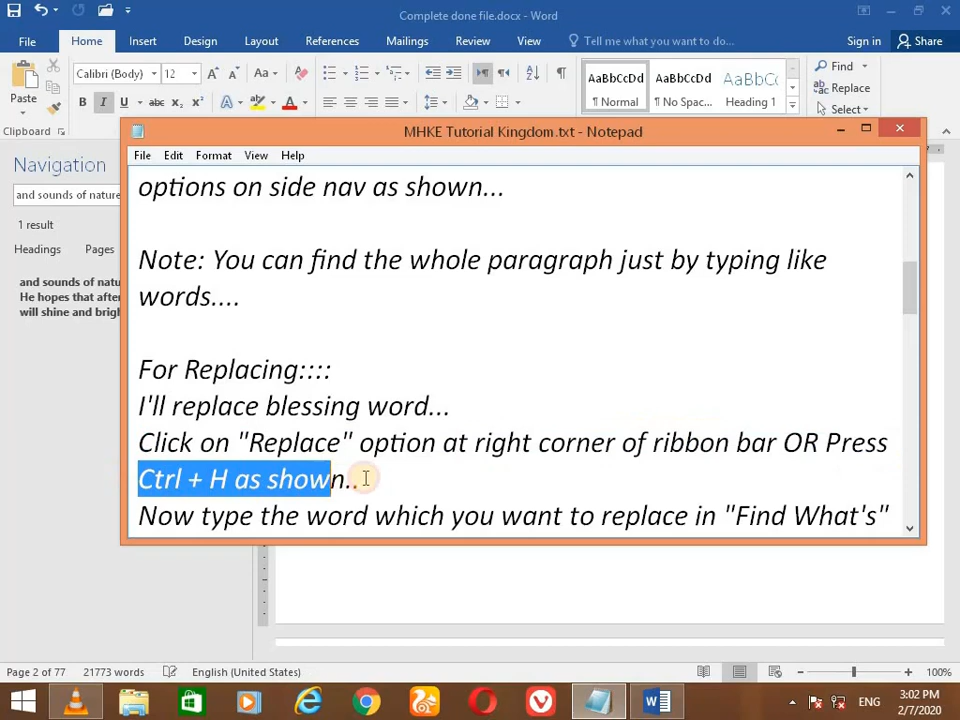 Complete done file.docx - Word
File Home Insert Design Layout References Mailings Review View Tell me what you want to do... Sign in Share
Paste
Calibri (Body) 12 A A Aa
B I U abc X₂ X² A A
Clipboard
AaBbCcDd AaBbCcDd AaBbCc
¶ Normal ¶ No Spac... Heading 1
Find
Replace
Select
MHKE Tutorial Kingdom.txt - Notepad
File Edit Format View Help
Navigation
and sounds of nature
1 result
Headings Pages
and sounds of natu
He hopes that after
will shine and brigh
options on side nav as shown...
Note: You can find the whole paragraph just by typing like
words....
For Replacing::::
I'll replace blessing word...
Click on "Replace" option at right corner of ribbon bar OR Press
Ctrl + H as shown...
Now type the word which you want to replace in "Find What's"
Page 2 of 77 21773 words English (United States) 100%
ENG
3:02 PM
2/7/2020